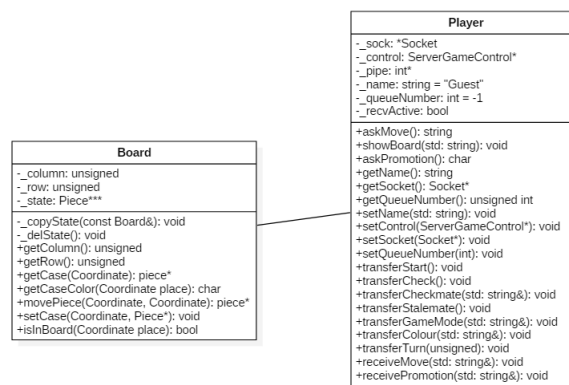 Player
-_sock: *Socket
-_control: ServerGameControl*
-_pipe: int*
-_name: string = "Guest"
-_queueNumber: int = -1
-_recvActive: bool
+askMove(): string
+showBoard(std: string): void
+askPromotion(): char
+getName(): string
+getSocket(): Socket*
+getQueueNumber(): unsigned int
+setName(std: string): void
+setControl(ServerGameControl*): void
+setSocket(Socket*): void
+setQueueNumber(int): void
+transferStart(): void
+transferCheck(): void
+transferCheckmate(std: string&): void
+transferStalemate(): void
+transferGameMode(std: string&): void
+transferColour(std: string&): void
+transferTurn(unsigned): void
+receiveMove(std: string&): void
+receivePromotion(std: string&): void
Board
-_column: unsigned
-_row: unsigned
-_state: Piece***
-_copyState(const Board&): void
-_delState(): void
+getColumn(): unsigned
+getRow(): unsigned
+getCase(Coordinate): piece*
+getCaseColor(Coordinate place): char
+movePiece(Coordinate, Coordinate): piece*
+setCase(Coordinate, Piece*): void
+isInBoard(Coordinate place): bool